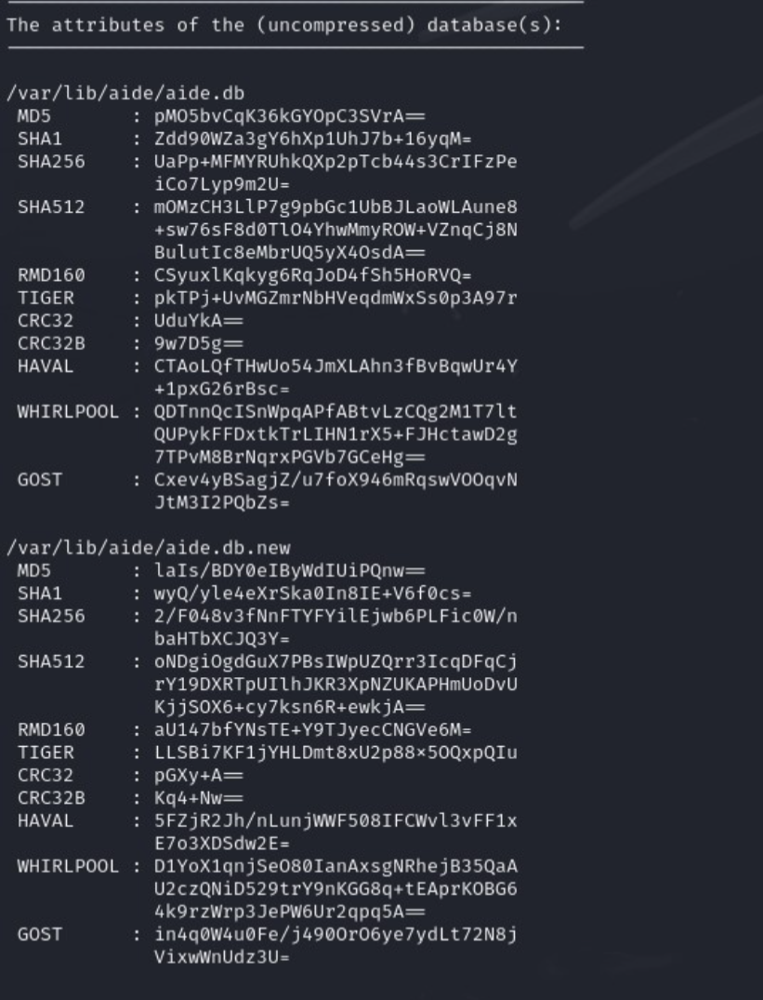 The attributes of the (uncompressed) database(s):
/var/lib/aide/aide.db
MD5 : pMO5bvCqK36kGYOpC3SVrA==
SHA1 : Zdd90WZa3gY6hXp1UhJ7b+16yqM=
SHA256 : UaPp+MFMYRUhkQXp2pTcb44s3CrIFzPe
iCo7Lyp9m2U=
SHA512 : mOMzCH3LlP7g9pbGc1UbBJLaoWLAune8
+sw76sF8d0TlO4YhwMmyROW+VZnqCj8N
BulutIc8eMbrUQ5yX4OsdA==
RMD160 : CSyuxlKqkyg6RqJoD4fSh5HoRVQ=
TIGER : pkTPj+UvMGZmrNbHVeqdmWxSs0p3A97r
CRC32 : UduYkA==
CRC32B : 9w7D5g==
HAVAL : CTAoLQfTHwUo54JmXLAhn3fBvBqwUr4Y
+1pxG26rBsc=
WHIRLPOOL : QDTnnQcISnWpqAPfABtvLzCQg2M1T7lt
QUPykFFDxtkTrLIHN1rX5+FJHctawD2g
7TPvM8BrNqrxPGVb7GCeHg==
GOST : Cxev4yBSagjZ/u7foX946mRqswVOOqvN
JtM3I2PQbZs=
/var/lib/aide/aide.db.new
MD5 : laIs/BDY0eIByWdIUiPQnw==
SHA1 : wyQ/yle4eXrSka0In8IE+V6f0cs=
SHA256 : 2/F048v3fNnFTYFYilEjwb6PLFic0W/n
baHTbXCJQ3Y=
SHA512 : oNDgiOgdGuX7PBsIWpUZQrr3IcqDFqCj
rY19DXRTpUIlhJKR3XpNZUKAPHmUoDvU
KjjSOX6+cy7ksn6R+ewkjA==
RMD160 : aU147bfYNsTE+Y9TJyecCNGVe6M=
TIGER : LLSBi7KF1jYHLDmt8xU2p88×5OQxpQIu
CRC32 : pGXy+A==
CRC32B : Kq4+Nw==
HAVAL : 5FZjR2Jh/nLunjWWF508IFCWvl3vFF1x
E7o3XDSdw2E=
WHIRLPOOL : D1YoX1qnjSeO80IanAxsgNRhejB35QaA
U2czQNiD529trY9nKGG8q+tEAprKOBG6
4k9rzWrp3JePW6Ur2qpq5A==
GOST : in4q0W4u0Fe/j490OrO6ye7ydLt72N8j
VixwWnUdz3U=